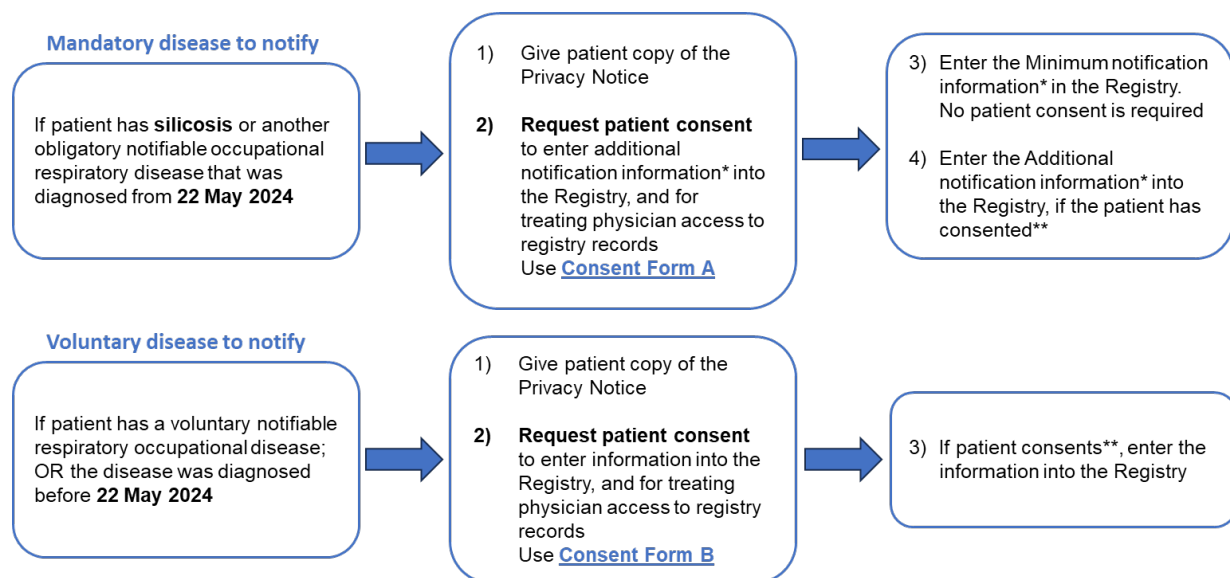 Mandatory disease to notify
If patient has silicosis or another
obligatory notifiable occupational
respiratory disease that was
diagnosed from 22 May 2024
1) Give patient copy of the
Privacy Notice
2) Request patient consent
to enter additional
notification information* into
the Registry, and for
treating physician access to
registry records
Use Consent Form A
3) Enter the Minimum notification
information* in the Registry.
No patient consent is required
4) Enter the Additional
notification information* into
the Registry, if the patient has
consented**
Voluntary disease to notify
If patient has a voluntary notifiable
respiratory occupational disease;
OR the disease was diagnosed
before 22 May 2024
1) Give patient copy of the
Privacy Notice
2) Request patient consent
to enter information into the
Registry, and for treating
physician access to registry
records
Use Consent Form B
3) If patient consents**, enter the
information into the Registry